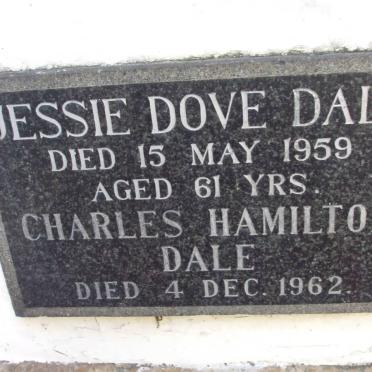 JESSIE DOVE DAL
DIED 15 MAY 1959
AGED 61 YRS.
CHARLES HAMILTO
DALE
DIED 4 DEC. 1962.